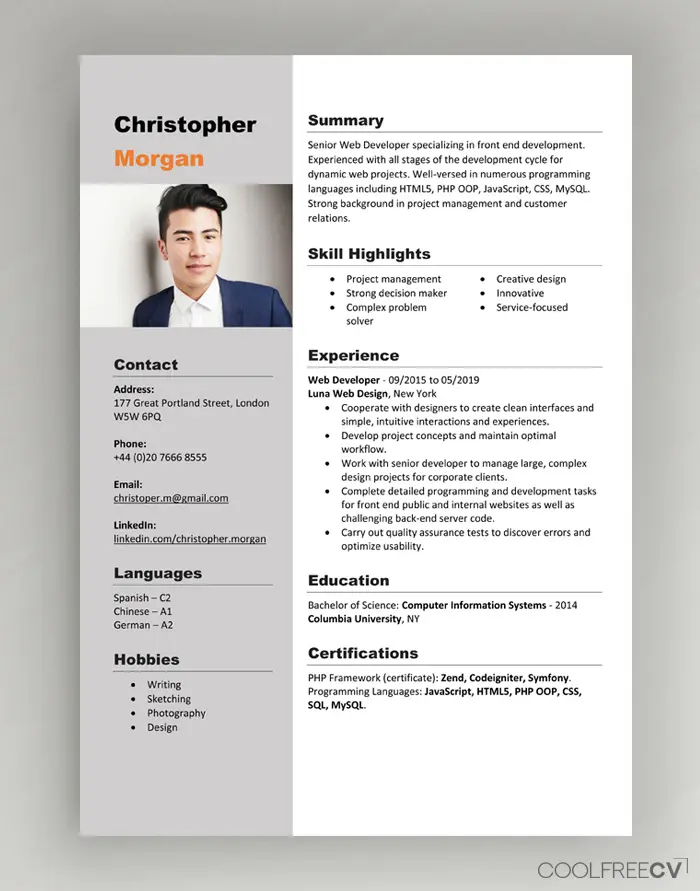 Christopher
Morgan
Contact
Address:
177 Great Portland Street, London
W5W 6PQ
Phone:
+44 (0)20 7666 8555
Email:
christoper.m@gmail.com
LinkedIn:
linkedin.com/christopher.morgan
Languages
Spanish – C2
Chinese – A1
German – A2
Hobbies
• Writing
• Sketching
• Photography
• Design
Summary
Senior Web Developer specializing in front end development.
Experienced with all stages of the development cycle for
dynamic web projects. Well-versed in numerous programming
languages including HTML5, PHP OOP, JavaScript, CSS, MySQL.
Strong background in project management and customer
relations.
Skill Highlights
• Project management
• Strong decision maker
• Complex problem
solver
• Creative design
• Innovative
• Service-focused
Experience
Web Developer - 09/2015 to 05/2019
Luna Web Design, New York
• Cooperate with designers to create clean interfaces and
simple, intuitive interactions and experiences.
• Develop project concepts and maintain optimal
workflow.
• Work with senior developer to manage large, complex
design projects for corporate clients.
• Complete detailed programming and development tasks
for front end public and internal websites as well as
challenging back-end server code.
• Carry out quality assurance tests to discover errors and
optimize usability.
Education
Bachelor of Science: Computer Information Systems - 2014
Columbia University, NY
Certifications
PHP Framework (certificate): Zend, Codeigniter, Symfony.
Programming Languages: JavaScript, HTML5, PHP OOP, CSS,
SQL, MySQL.
COOLFREECV